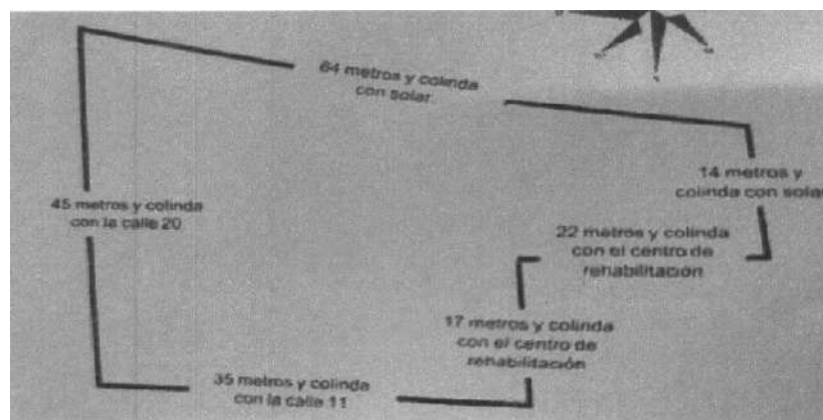 64 metros y colinda
con solar.
14 metros y
colinda con solar
45 metros y colinda
con la calle 20
22 metros y colinda
con el centro de
rehabilitación
17 metros y colinda
con el centro de
rehabilitación
35 metros y colinda
con la calle 11